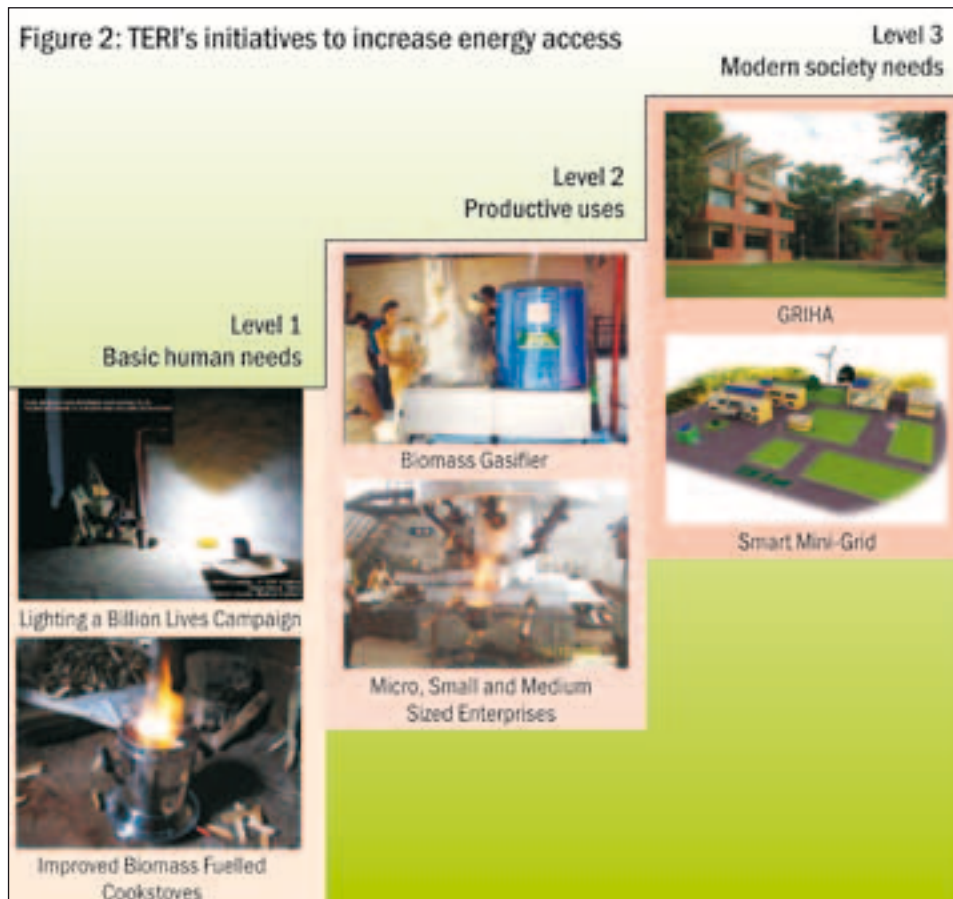 Figure 2: TERI's initiatives to increase energy access
Level 3
Modern society needs
Level 2
Productive uses
Level 1
Basic human needs
GRIHA
Biomass Gasifier
Smart Mini-Grid
Lighting a Billion Lives Campaign
Micro, Small and Medium
Sized Enterprises
Improved Biomass Fuelled
Cookstoves